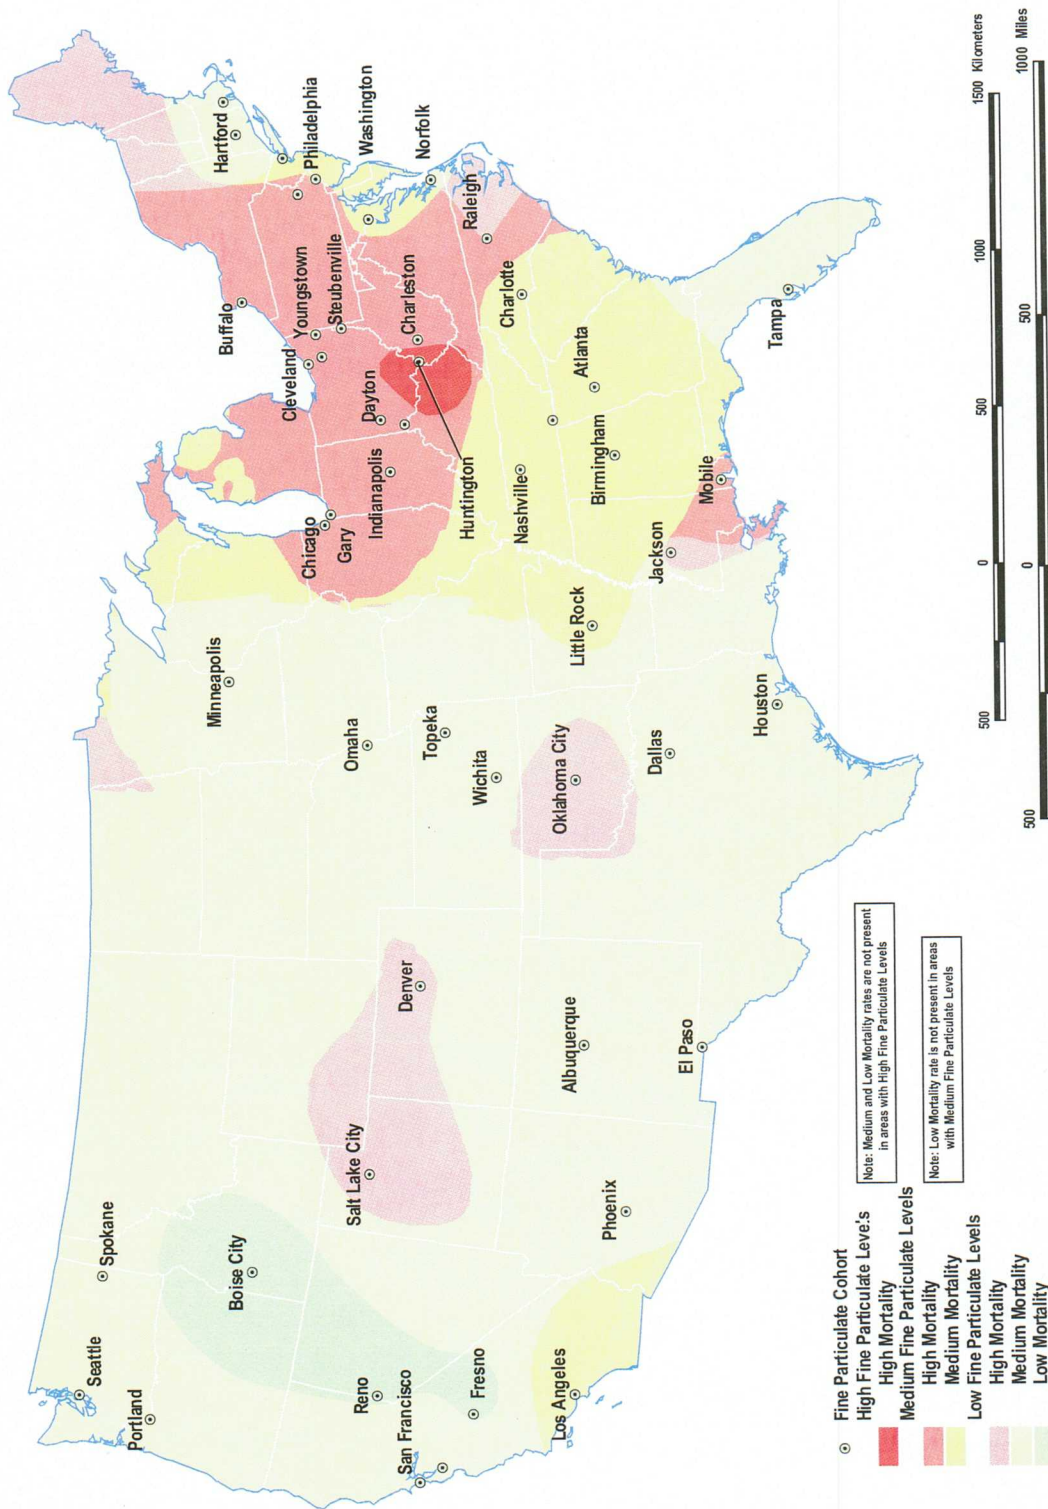 Seattle
Spokane
Portland
Boise City
Reno
San Francisco
Fresno
Los Angeles
Salt Lake City
Denver
Phoenix
Albuquerque
El Paso
Minneapolis
Omaha
Topeka
Wichita
Oklahoma City
Dallas
Houston
Little Rock
Jackson
Mobile
Chicago
Gary
Indianapolis
Dayton
Huntington
Nashville
Birmingham
Atlanta
Charlotte
Tampa
Cleveland
Youngstown
Steubenville
Charleston
Buffalo
Raleigh
Hartford
Philadelphia
Washington
Norfolk
Fine Particulate Cohort
High Fine Particulate Leve's
High Mortality
Medium Fine Particulate Levels
High Mortality
Medium Mortality
Low Fine Particulate Levels
High Mortality
Medium Mortality
Low Mortality
Note: Medium and Low Mortality rates are not present
in areas with High Fine Particulate Levels
Note: Low Mortality rate is not present in areas
with Medium Fine Particulate Levels
500 0 500 1000 1500 Kilometers
500 0 500 1000 Miles